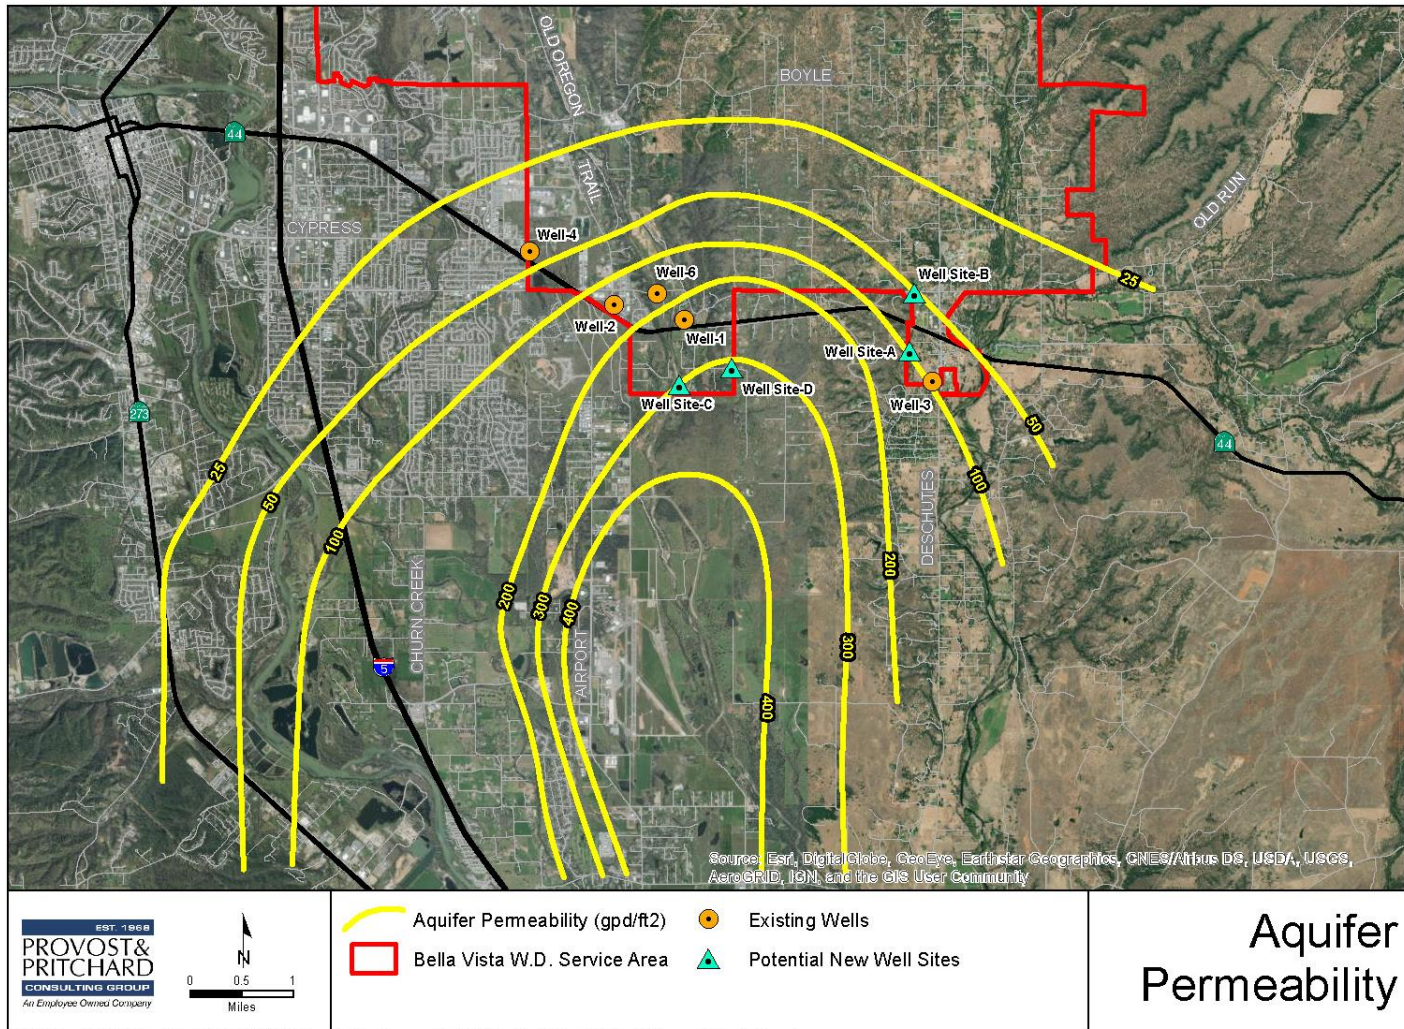 OLD OREGON
TRAIL
BOYLE
44
CYPRESS
OLD RUN
Well-4
Well-6
Well Site-B
25
Well-2
Well-1
Well Site-A
Well Site-D
Well Site-C
Well-3
273
50
44
25
50
100
100
DESCHUTES
200
200
300
400
CHURN CREEK
AIRPORT
300
5
400
Source: Esri, DigitalGlobe, GeoEye, Earthstar Geographics, CNES/Airbus DS, USDA, USGS,
AeroGRID, IGN, and the GIS User Community
EST. 1968
PROVOST&
PRITCHARD
CONSULTING GROUP
An Employee Owned Company
N
0 0.5 1
Miles
Aquifer Permeability (gpd/ft2)
Bella Vista W.D. Service Area
Existing Wells
Potential New Well Sites
Aquifer
Permeability